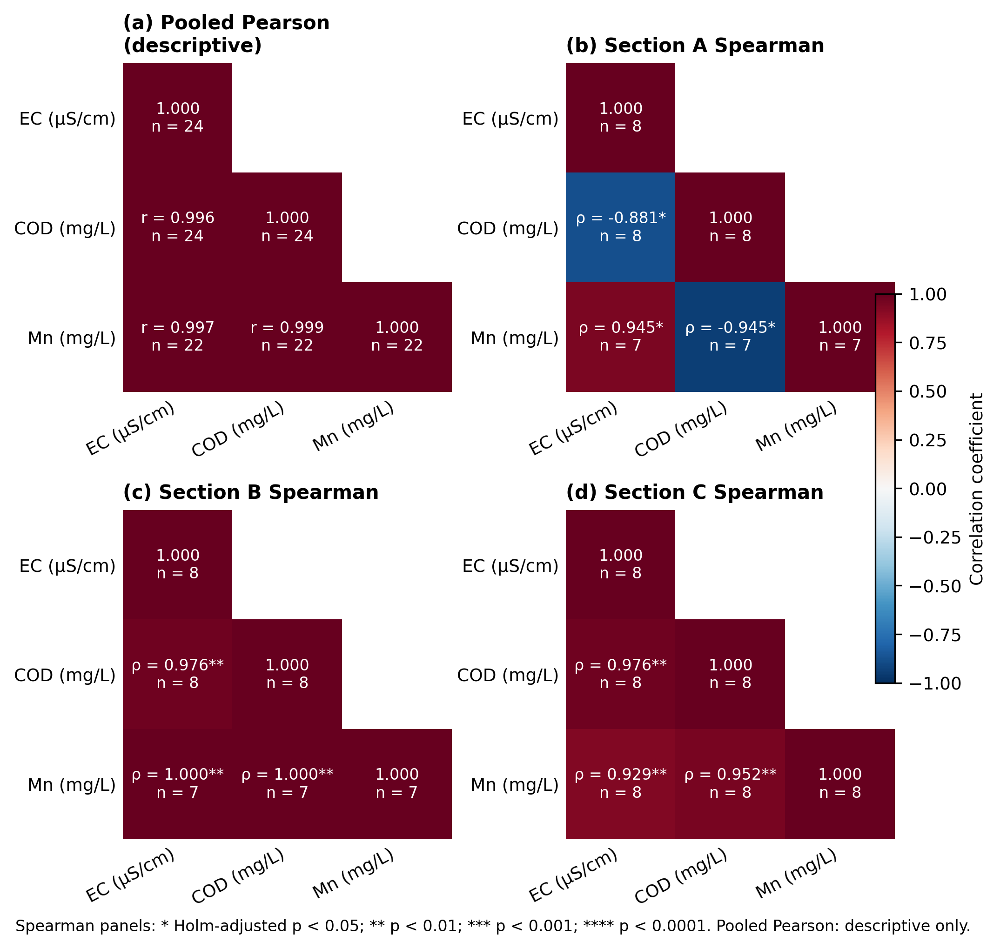 (a) Pooled Pearson
(descriptive)
EC (μS/cm)
1.000
n = 24
COD (mg/L)
r = 0.996
n = 24
1.000
n = 24
Mn (mg/L)
r = 0.997
n = 22
r = 0.999
n = 22
1.000
n = 22
EC (μS/cm)
COD (mg/L)
Mn (mg/L)
(b) Section A Spearman
EC (μS/cm)
1.000
n = 8
COD (mg/L)
ρ = -0.881*
n = 8
1.000
n = 8
Mn (mg/L)
ρ = 0.945*
n = 7
ρ = -0.945*
n = 7
1.000
n = 7
EC (μS/cm)
COD (mg/L)
Mn (mg/L)
(c) Section B Spearman
EC (μS/cm)
1.000
n = 8
COD (mg/L)
ρ = 0.976**
n = 8
1.000
n = 8
Mn (mg/L)
ρ = 1.000**
n = 7
ρ = 1.000**
n = 7
1.000
n = 7
EC (μS/cm)
COD (mg/L)
Mn (mg/L)
(d) Section C Spearman
EC (μS/cm)
1.000
n = 8
COD (mg/L)
ρ = 0.976**
n = 8
1.000
n = 8
Mn (mg/L)
ρ = 0.929**
n = 8
ρ = 0.952**
n = 8
1.000
n = 8
EC (μS/cm)
COD (mg/L)
Mn (mg/L)
1.00
0.75
0.50
0.25
0.00
−0.25
−0.50
−0.75
−1.00
Correlation coefficient
Spearman panels: * Holm-adjusted p < 0.05; ** p < 0.01; *** p < 0.001; **** p < 0.0001. Pooled Pearson: descriptive only.